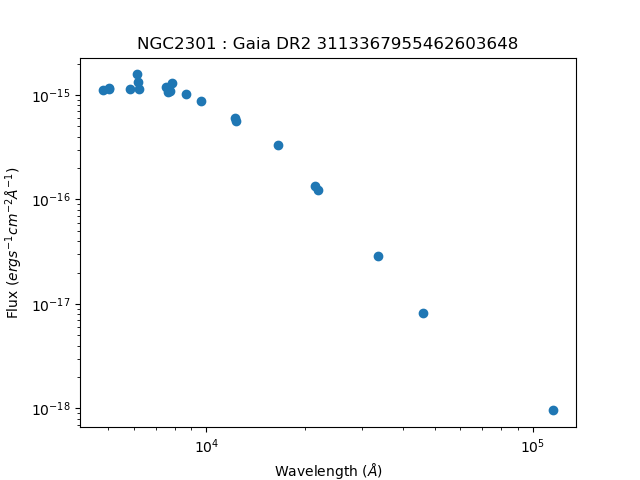 NGC2301 : Gaia DR2 3113367955462603648
Flux (ergs⁻¹cm⁻²Å⁻¹)
10⁻¹⁵
10⁻¹⁶
10⁻¹⁷
10⁻¹⁸
10⁴
10⁵
Wavelength (Å)